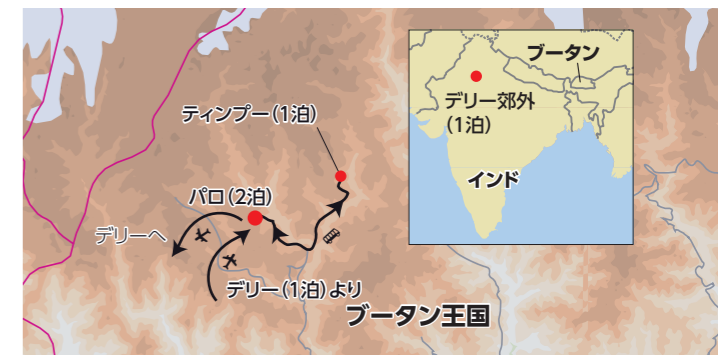 ティンプー(1泊)
パロ(2泊)
デリーへ
デリー(1泊)より
ブータン王国
ブータン
デリー郊外
(1泊)
インド